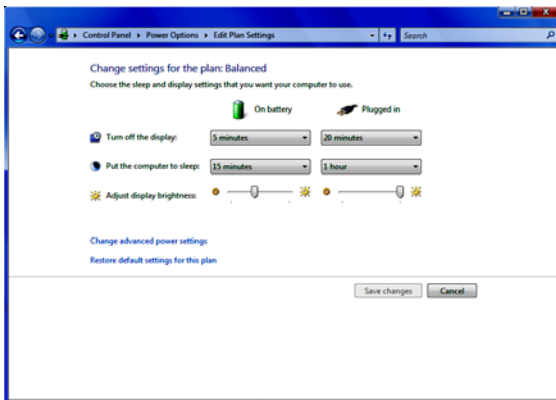 Control Panel ▸ Power Options ▸ Edit Plan Settings
Search
Change settings for the plan: Balanced
Choose the sleep and display settings that you want your computer to use.
On battery Plugged in
Turn off the display: 5 minutes 20 minutes
Put the computer to sleep: 15 minutes 1 hour
Adjust display brightness:
Change advanced power settings
Restore default settings for this plan
Save changes Cancel